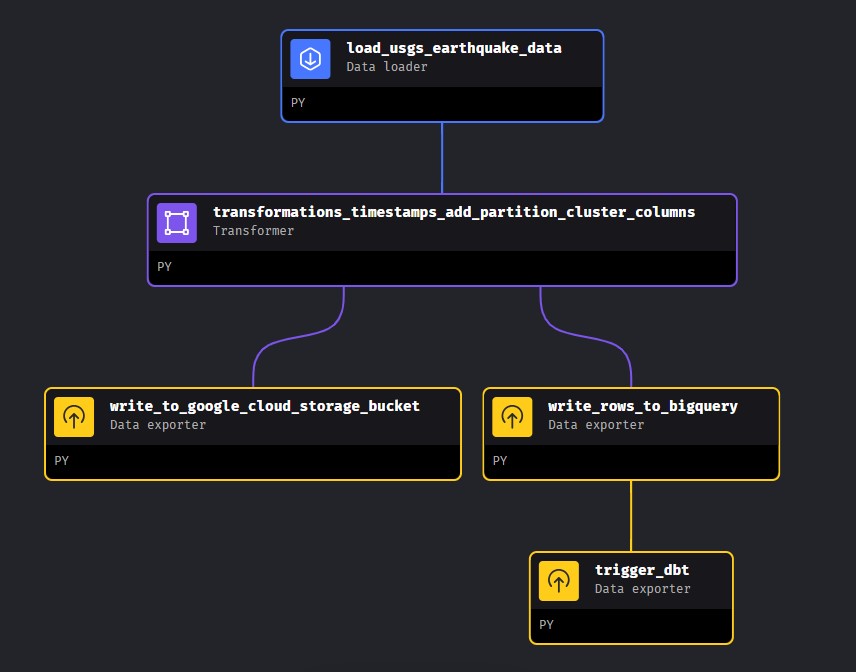 load_usgs_earthquake_data
Data loader
PY
transformations_timestamps_add_partition_cluster_columns
Transformer
PY
write_to_google_cloud_storage_bucket
Data exporter
PY
write_rows_to_bigquery
Data exporter
PY
trigger_dbt
Data exporter
PY